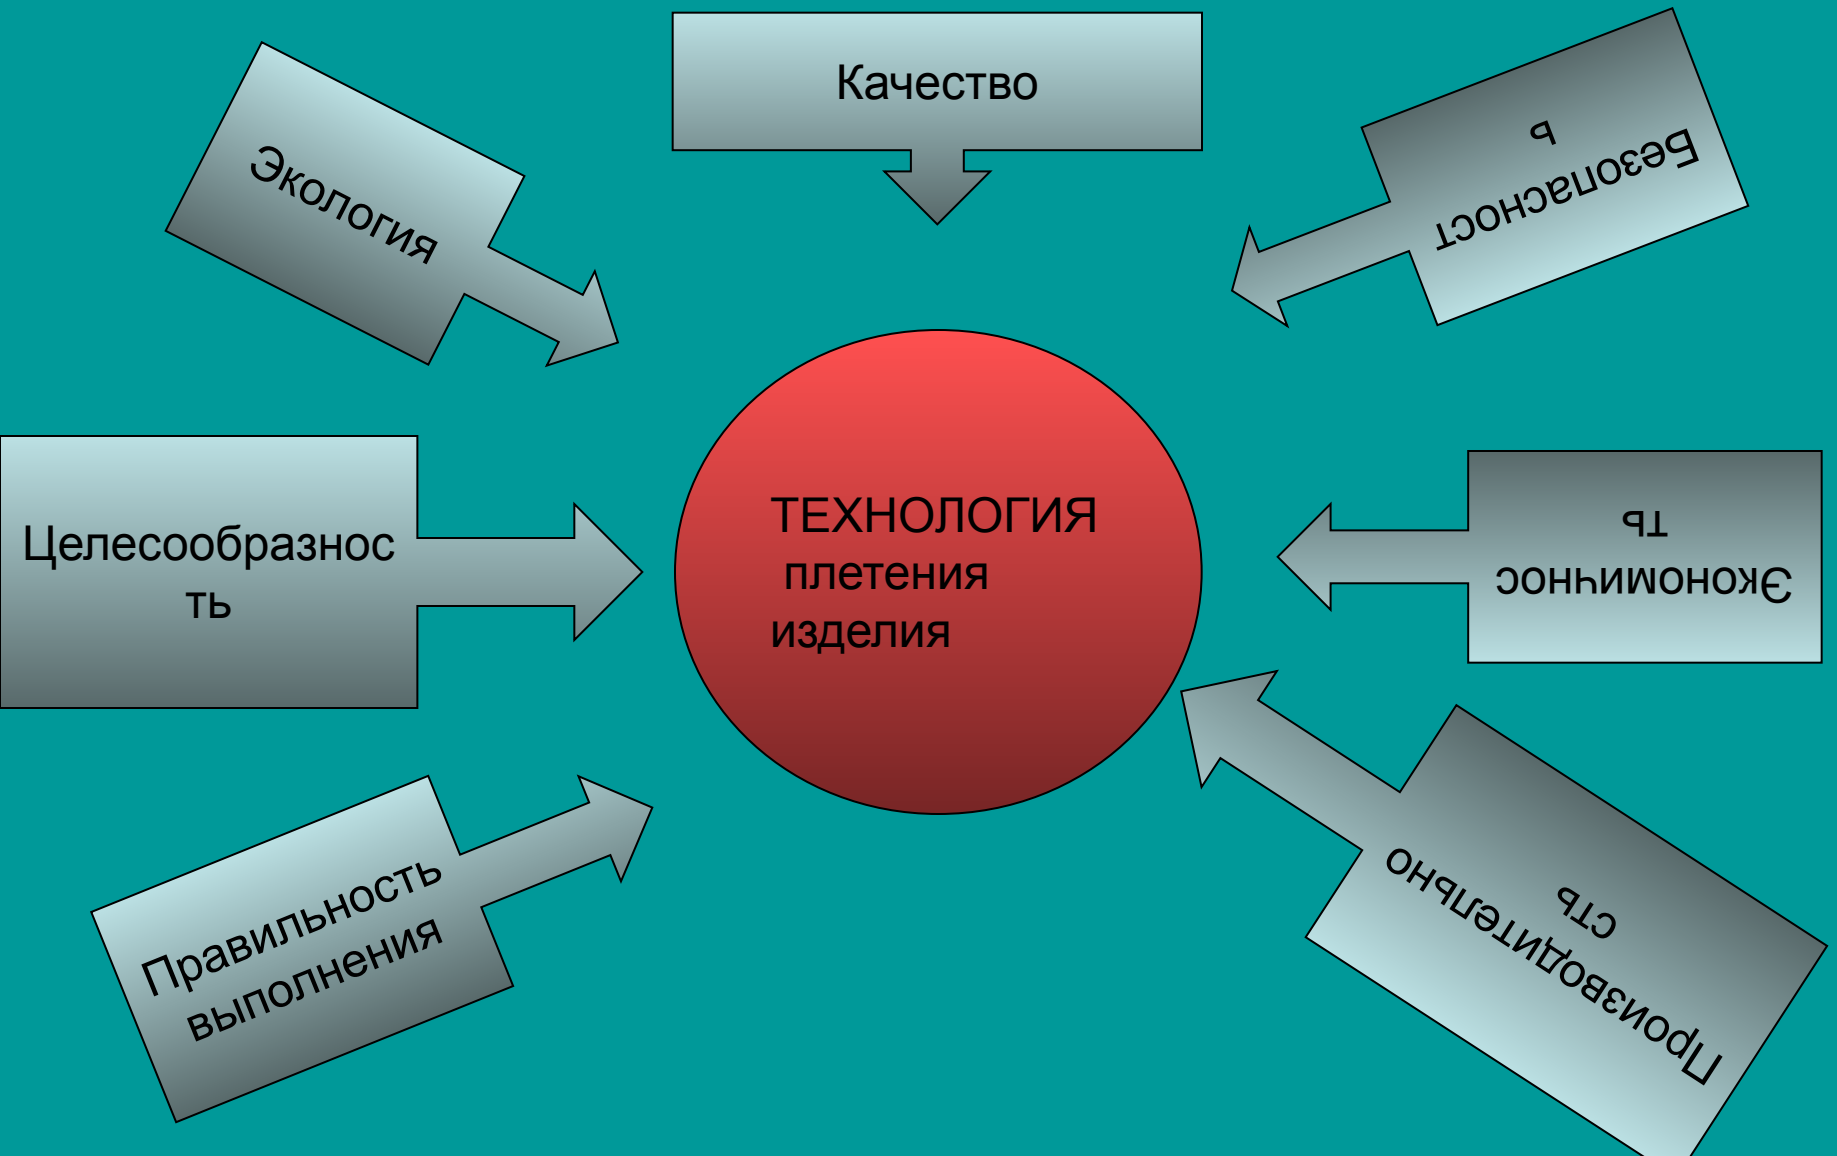 Качество
Экология
Безопасност
ь
Целесообразнос
ть
ТЕХНОЛОГИЯ
плетения
изделия
Экономичнос
ть
Правильность
выполнения
Производительно
сть